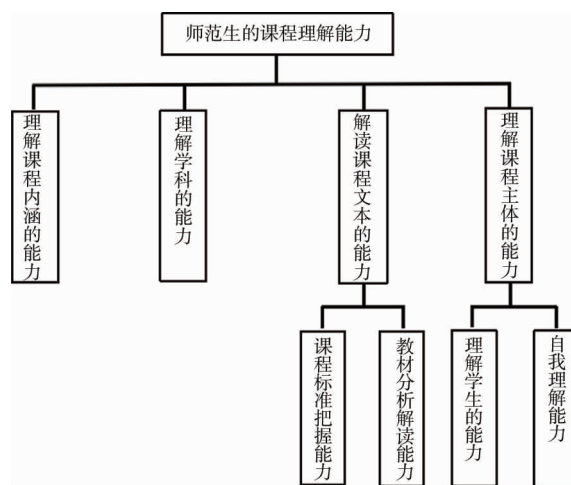 师范生的课程理解能力
理解课程内涵的能力
理解学科的能力
解读课程文本的能力
理解课程主体的能力
课程标准把握能力
教材分析解读能力
理解学生的能力
自我理解能力